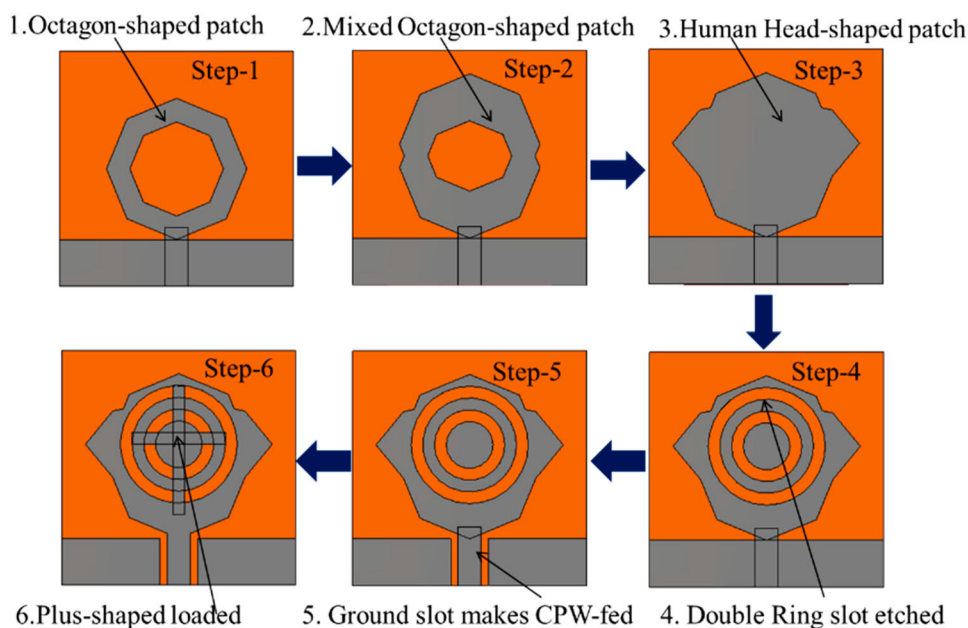 1.Octagon-shaped patch
2.Mixed Octagon-shaped patch
3.Human Head-shaped patch
Step-1
Step-2
Step-3
Step-6
Step-5
Step-4
6.Plus-shaped loaded
5. Ground slot makes CPW-fed
4. Double Ring slot etched